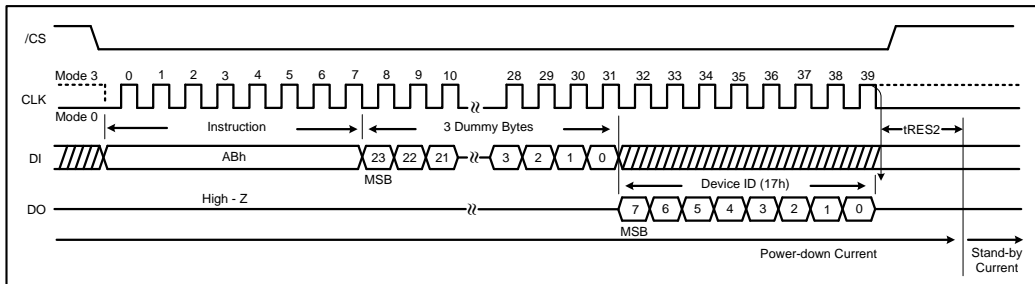 /CS
Mode 3 0 1 2 3 4 5 6 7 8 9 10 28 29 30 31 32 33 34 35 36 37 38 39
CLK
Mode 0
Instruction 3 Dummy Bytes tRES2
DI ABh 23 22 21 3 2 1 0
MSB Device ID (17h)
High - Z
DO 7 6 5 4 3 2 1 0
MSB
Power-down Current Stand-by
Current